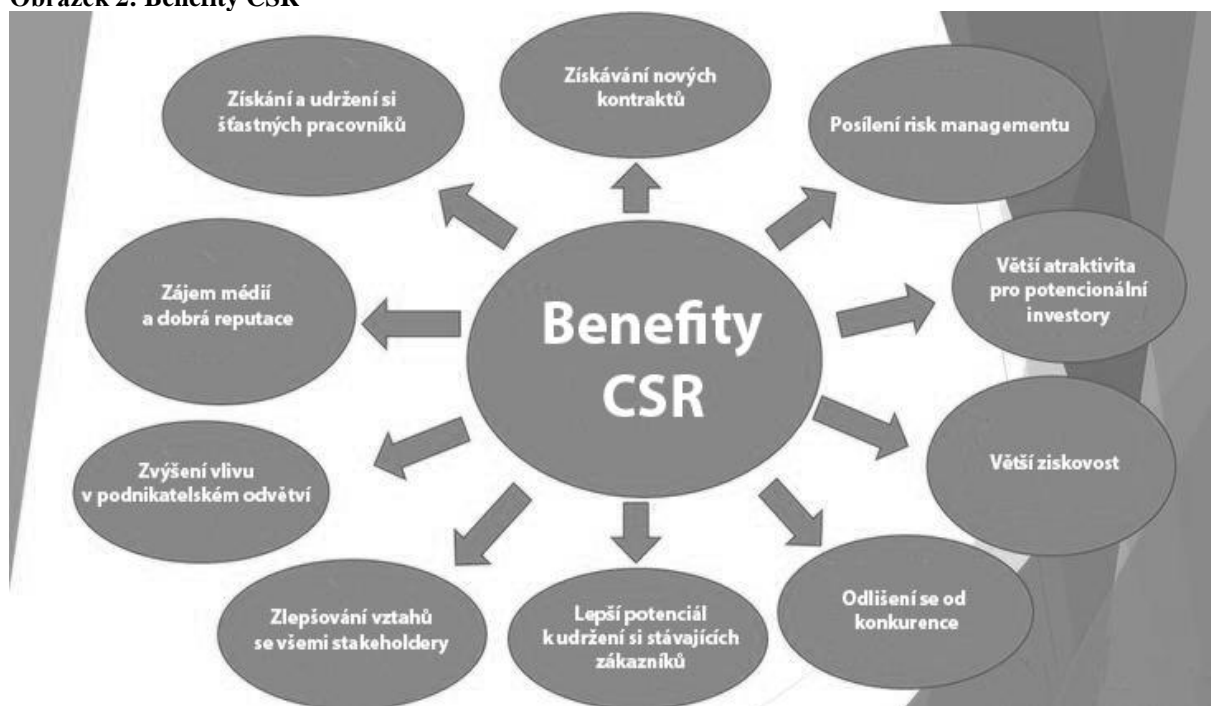 Obrázek 2: Benefity CSR
Získávání nových
kontraktů
Získání a udržení si
šťastných pracovníků
Posílení risk managementu
Zájem médií
a dobrá reputace
Benefity
CSR
Větší atraktivita
pro potencionální
investory
Zvýšení vlivu
v podnikatelském odvětví
Větší ziskovost
Zlepšování vztahů
se všemi stakeholdery
Lepší potenciál
k udržení si stávajících
zákazníků
Odlišení se od
konkurence